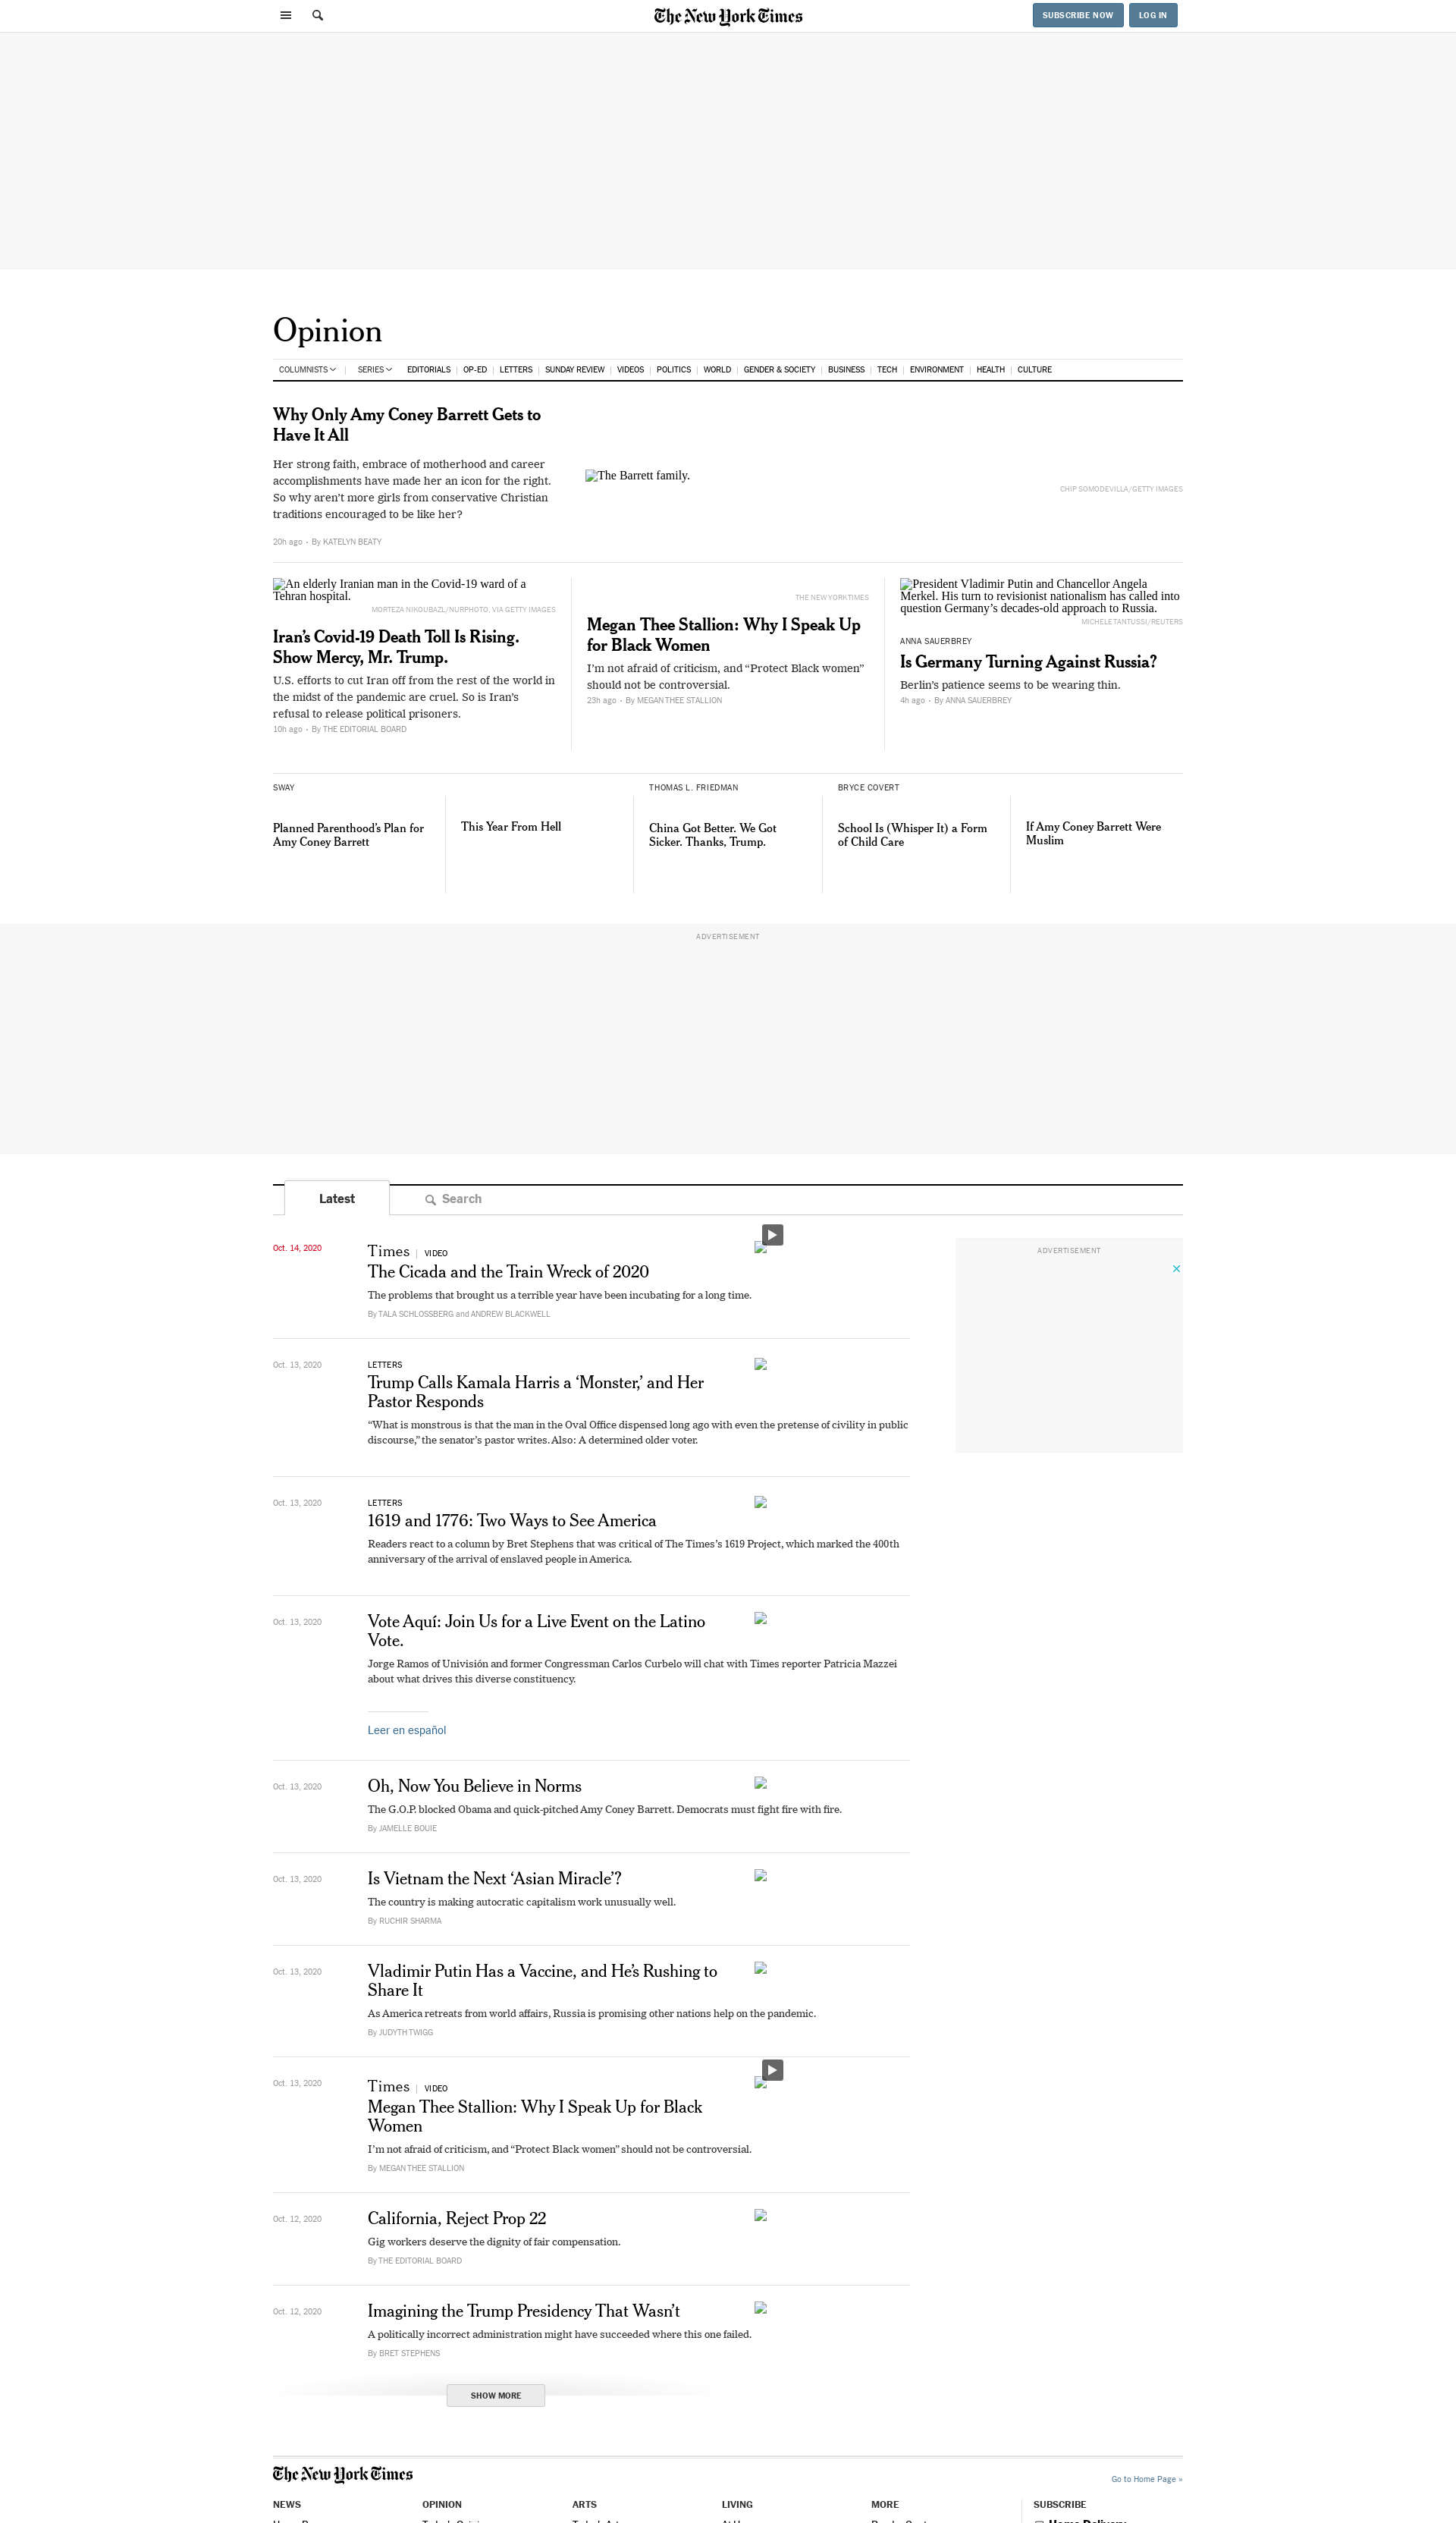 The New York Times
SUBSCRIBE NOW
LOG IN
Opinion
COLUMNISTS
SERIES
EDITORIALS
OP-ED
LETTERS
SUNDAY REVIEW
VIDEOS
POLITICS
WORLD
GENDER & SOCIETY
BUSINESS
TECH
ENVIRONMENT
HEALTH
CULTURE
Why Only Amy Coney Barrett Gets to
Have It All
Her strong faith, embrace of motherhood and career
accomplishments have made her an icon for the right.
So why aren’t more girls from conservative Christian
traditions encouraged to be like her?
20h ago • By KATELYN BEATY
The Barrett family.
CHIP SOMODEVILLA/GETTY IMAGES
An elderly Iranian man in the Covid-19 ward of a
Tehran hospital.
MORTEZA NIKOUBAZL/NURPHOTO, VIA GETTY IMAGES
Iran’s Covid-19 Death Toll Is Rising.
Show Mercy, Mr. Trump.
U.S. efforts to cut Iran off from the rest of the world in
the midst of the pandemic are cruel. So is Iran’s
refusal to release political prisoners.
10h ago • By THE EDITORIAL BOARD
THE NEW YORK TIMES
Megan Thee Stallion: Why I Speak Up
for Black Women
I’m not afraid of criticism, and “Protect Black women”
should not be controversial.
23h ago • By MEGAN THEE STALLION
President Vladimir Putin and Chancellor Angela
Merkel. His turn to revisionist nationalism has called into
question Germany’s decades-old approach to Russia.
MICHELE TANTUSSI/REUTERS
ANNA SAUERBREY
Is Germany Turning Against Russia?
Berlin’s patience seems to be wearing thin.
4h ago • By ANNA SAUERBREY
SWAY
Planned Parenthood’s Plan for
Amy Coney Barrett
This Year From Hell
THOMAS L. FRIEDMAN
China Got Better. We Got
Sicker. Thanks, Trump.
BRYCE COVERT
School Is (Whisper It) a Form
of Child Care
If Amy Coney Barrett Were
Muslim
ADVERTISEMENT
Latest
Search
ADVERTISEMENT
Oct. 14, 2020
Times | VIDEO
The Cicada and the Train Wreck of 2020
The problems that brought us a terrible year have been incubating for a long time.
By TALA SCHLOSSBERG and ANDREW BLACKWELL
Oct. 13, 2020
LETTERS
Trump Calls Kamala Harris a ‘Monster,’ and Her
Pastor Responds
“What is monstrous is that the man in the Oval Office dispensed long ago with even the pretense of civility in public
discourse,” the senator’s pastor writes. Also: A determined older voter.
Oct. 13, 2020
LETTERS
1619 and 1776: Two Ways to See America
Readers react to a column by Bret Stephens that was critical of The Times’s 1619 Project, which marked the 400th
anniversary of the arrival of enslaved people in America.
Oct. 13, 2020
Vote Aquí: Join Us for a Live Event on the Latino
Vote.
Jorge Ramos of Univisión and former Congressman Carlos Curbelo will chat with Times reporter Patricia Mazzei
about what drives this diverse constituency.
Leer en español
Oct. 13, 2020
Oh, Now You Believe in Norms
The G.O.P. blocked Obama and quick-pitched Amy Coney Barrett. Democrats must fight fire with fire.
By JAMELLE BOUIE
Oct. 13, 2020
Is Vietnam the Next ‘Asian Miracle’?
The country is making autocratic capitalism work unusually well.
By RUCHIR SHARMA
Oct. 13, 2020
Vladimir Putin Has a Vaccine, and He’s Rushing to
Share It
As America retreats from world affairs, Russia is promising other nations help on the pandemic.
By JUDYTH TWIGG
Oct. 13, 2020
Times | VIDEO
Megan Thee Stallion: Why I Speak Up for Black
Women
I’m not afraid of criticism, and “Protect Black women” should not be controversial.
By MEGAN THEE STALLION
Oct. 12, 2020
California, Reject Prop 22
Gig workers deserve the dignity of fair compensation.
By THE EDITORIAL BOARD
Oct. 12, 2020
Imagining the Trump Presidency That Wasn’t
A politically incorrect administration might have succeeded where this one failed.
By BRET STEPHENS
SHOW MORE
The New York Times
Go to Home Page »
NEWS
OPINION
ARTS
LIVING
MORE
SUBSCRIBE